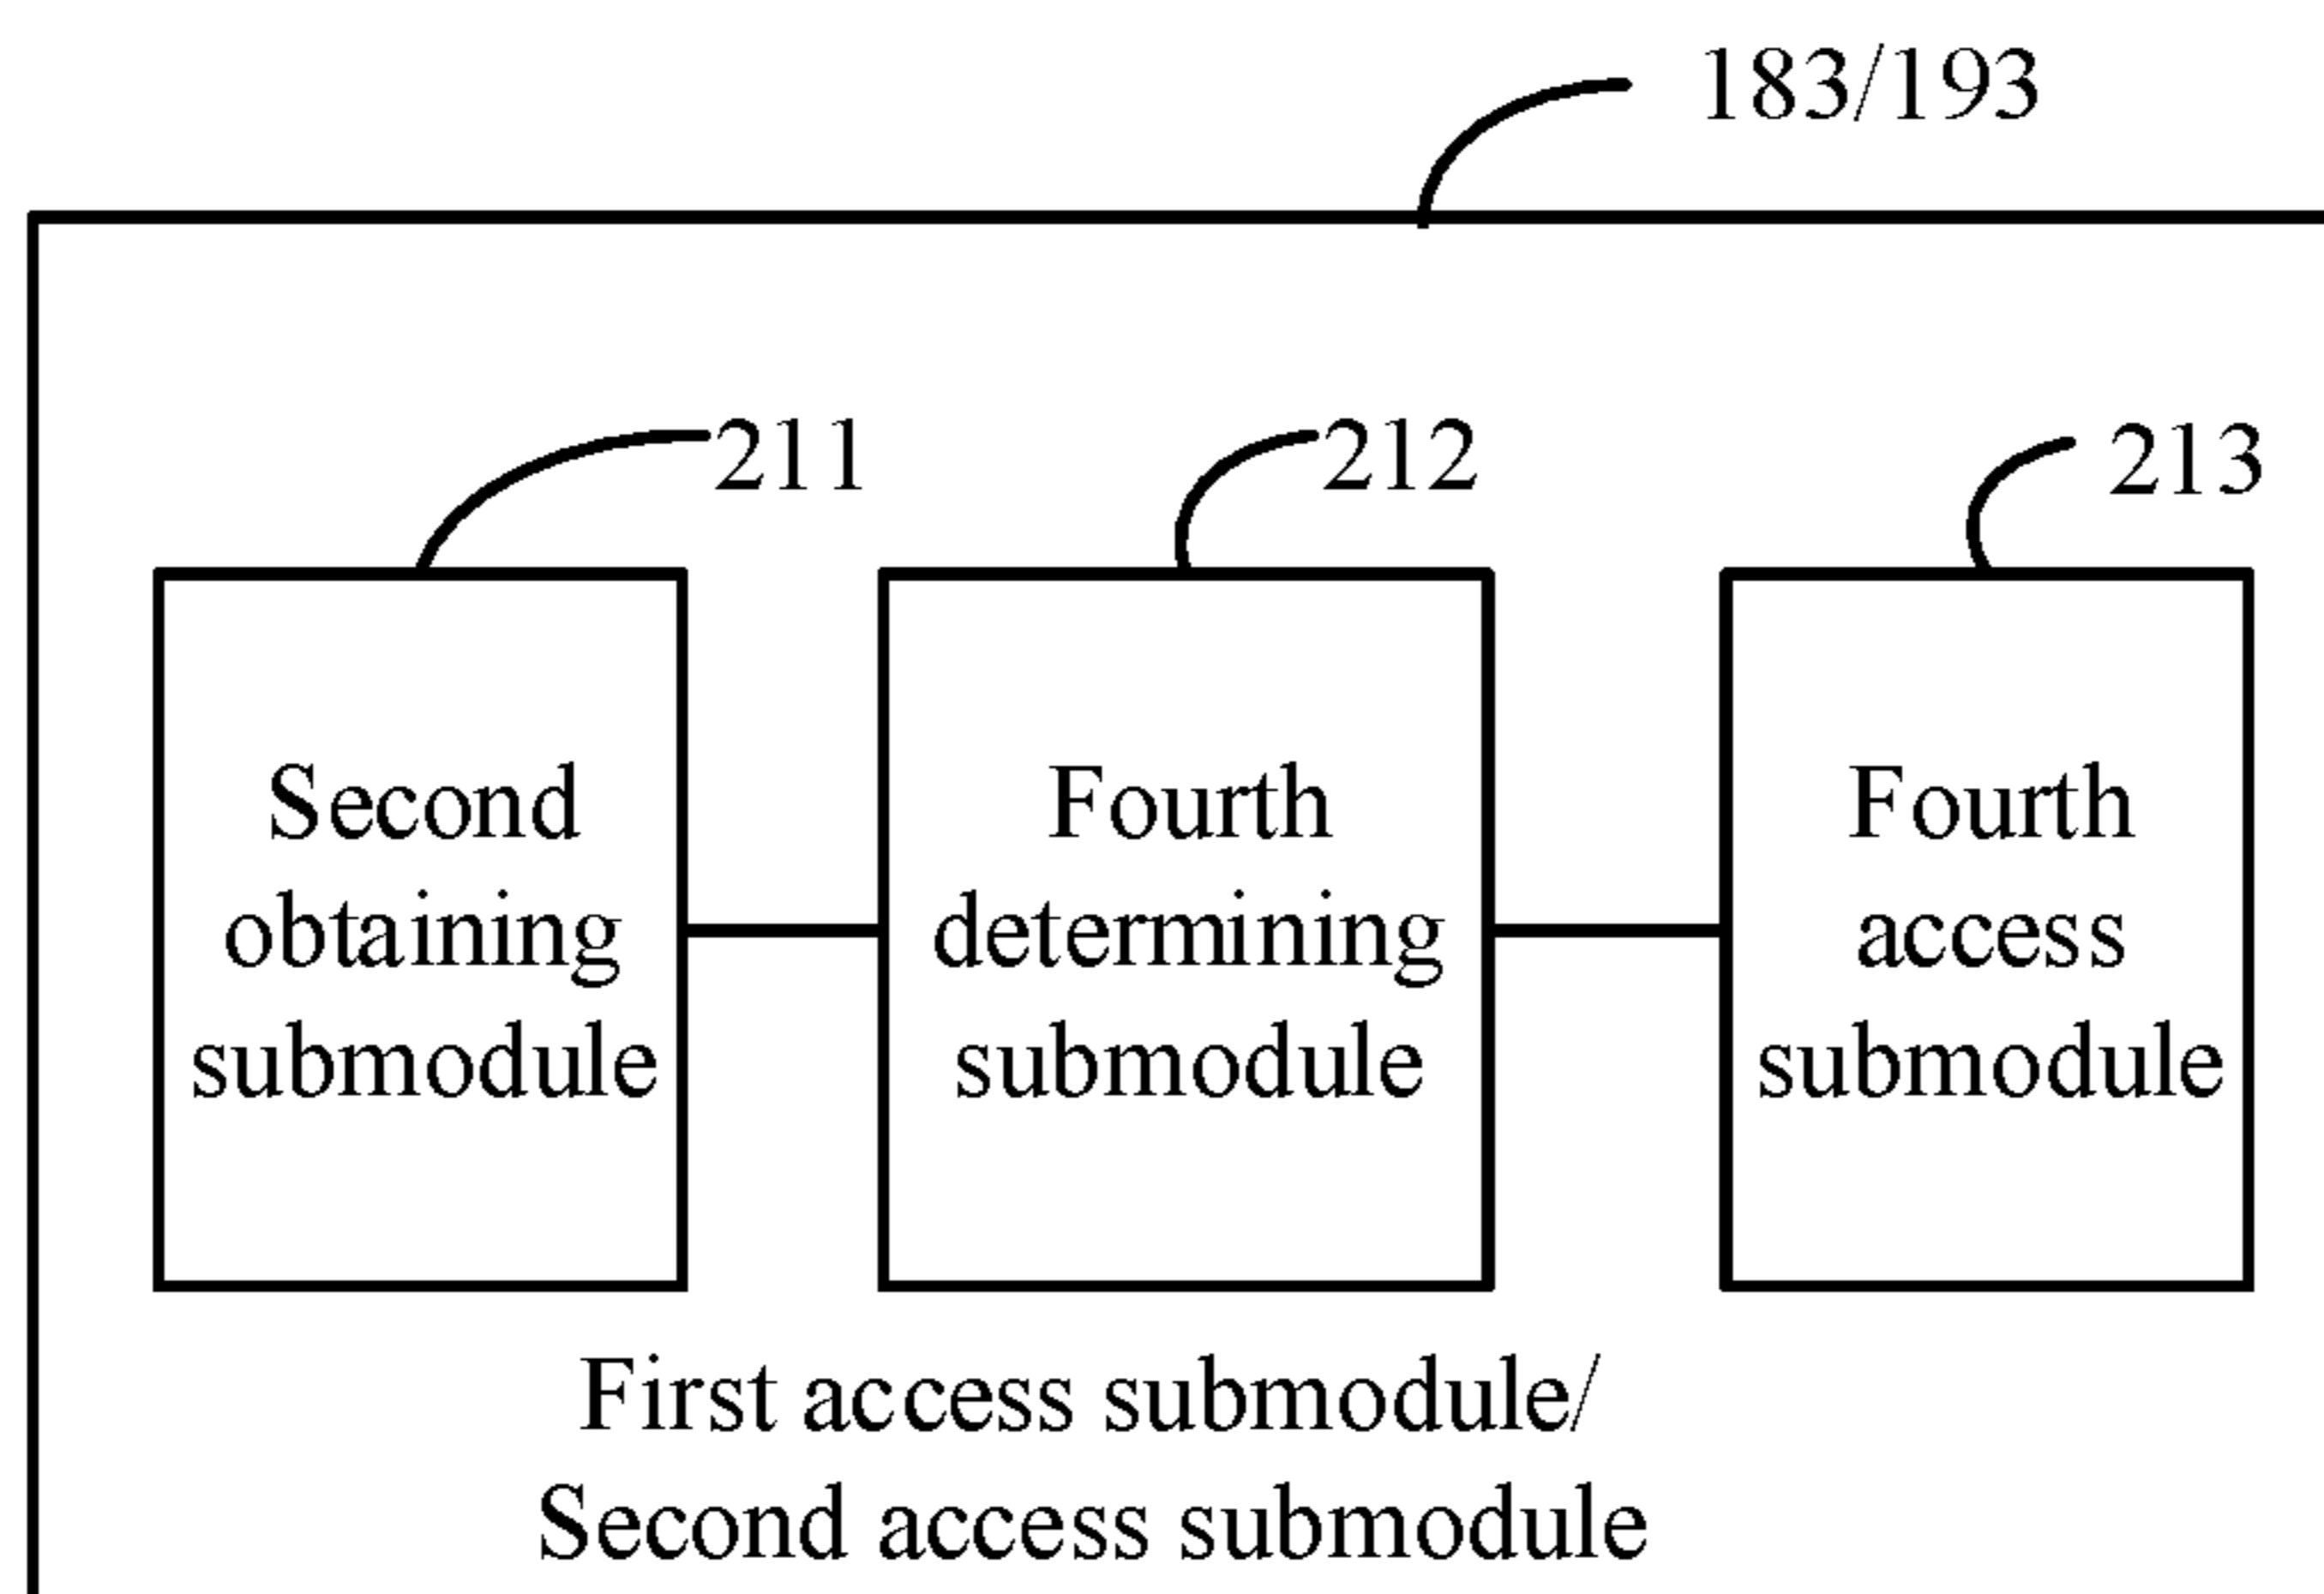 183/193
211
212
213
Second
obtaining
submodule
Fourth
determining
submodule
Fourth
access
submodule
First access submodule/
Second access submodule